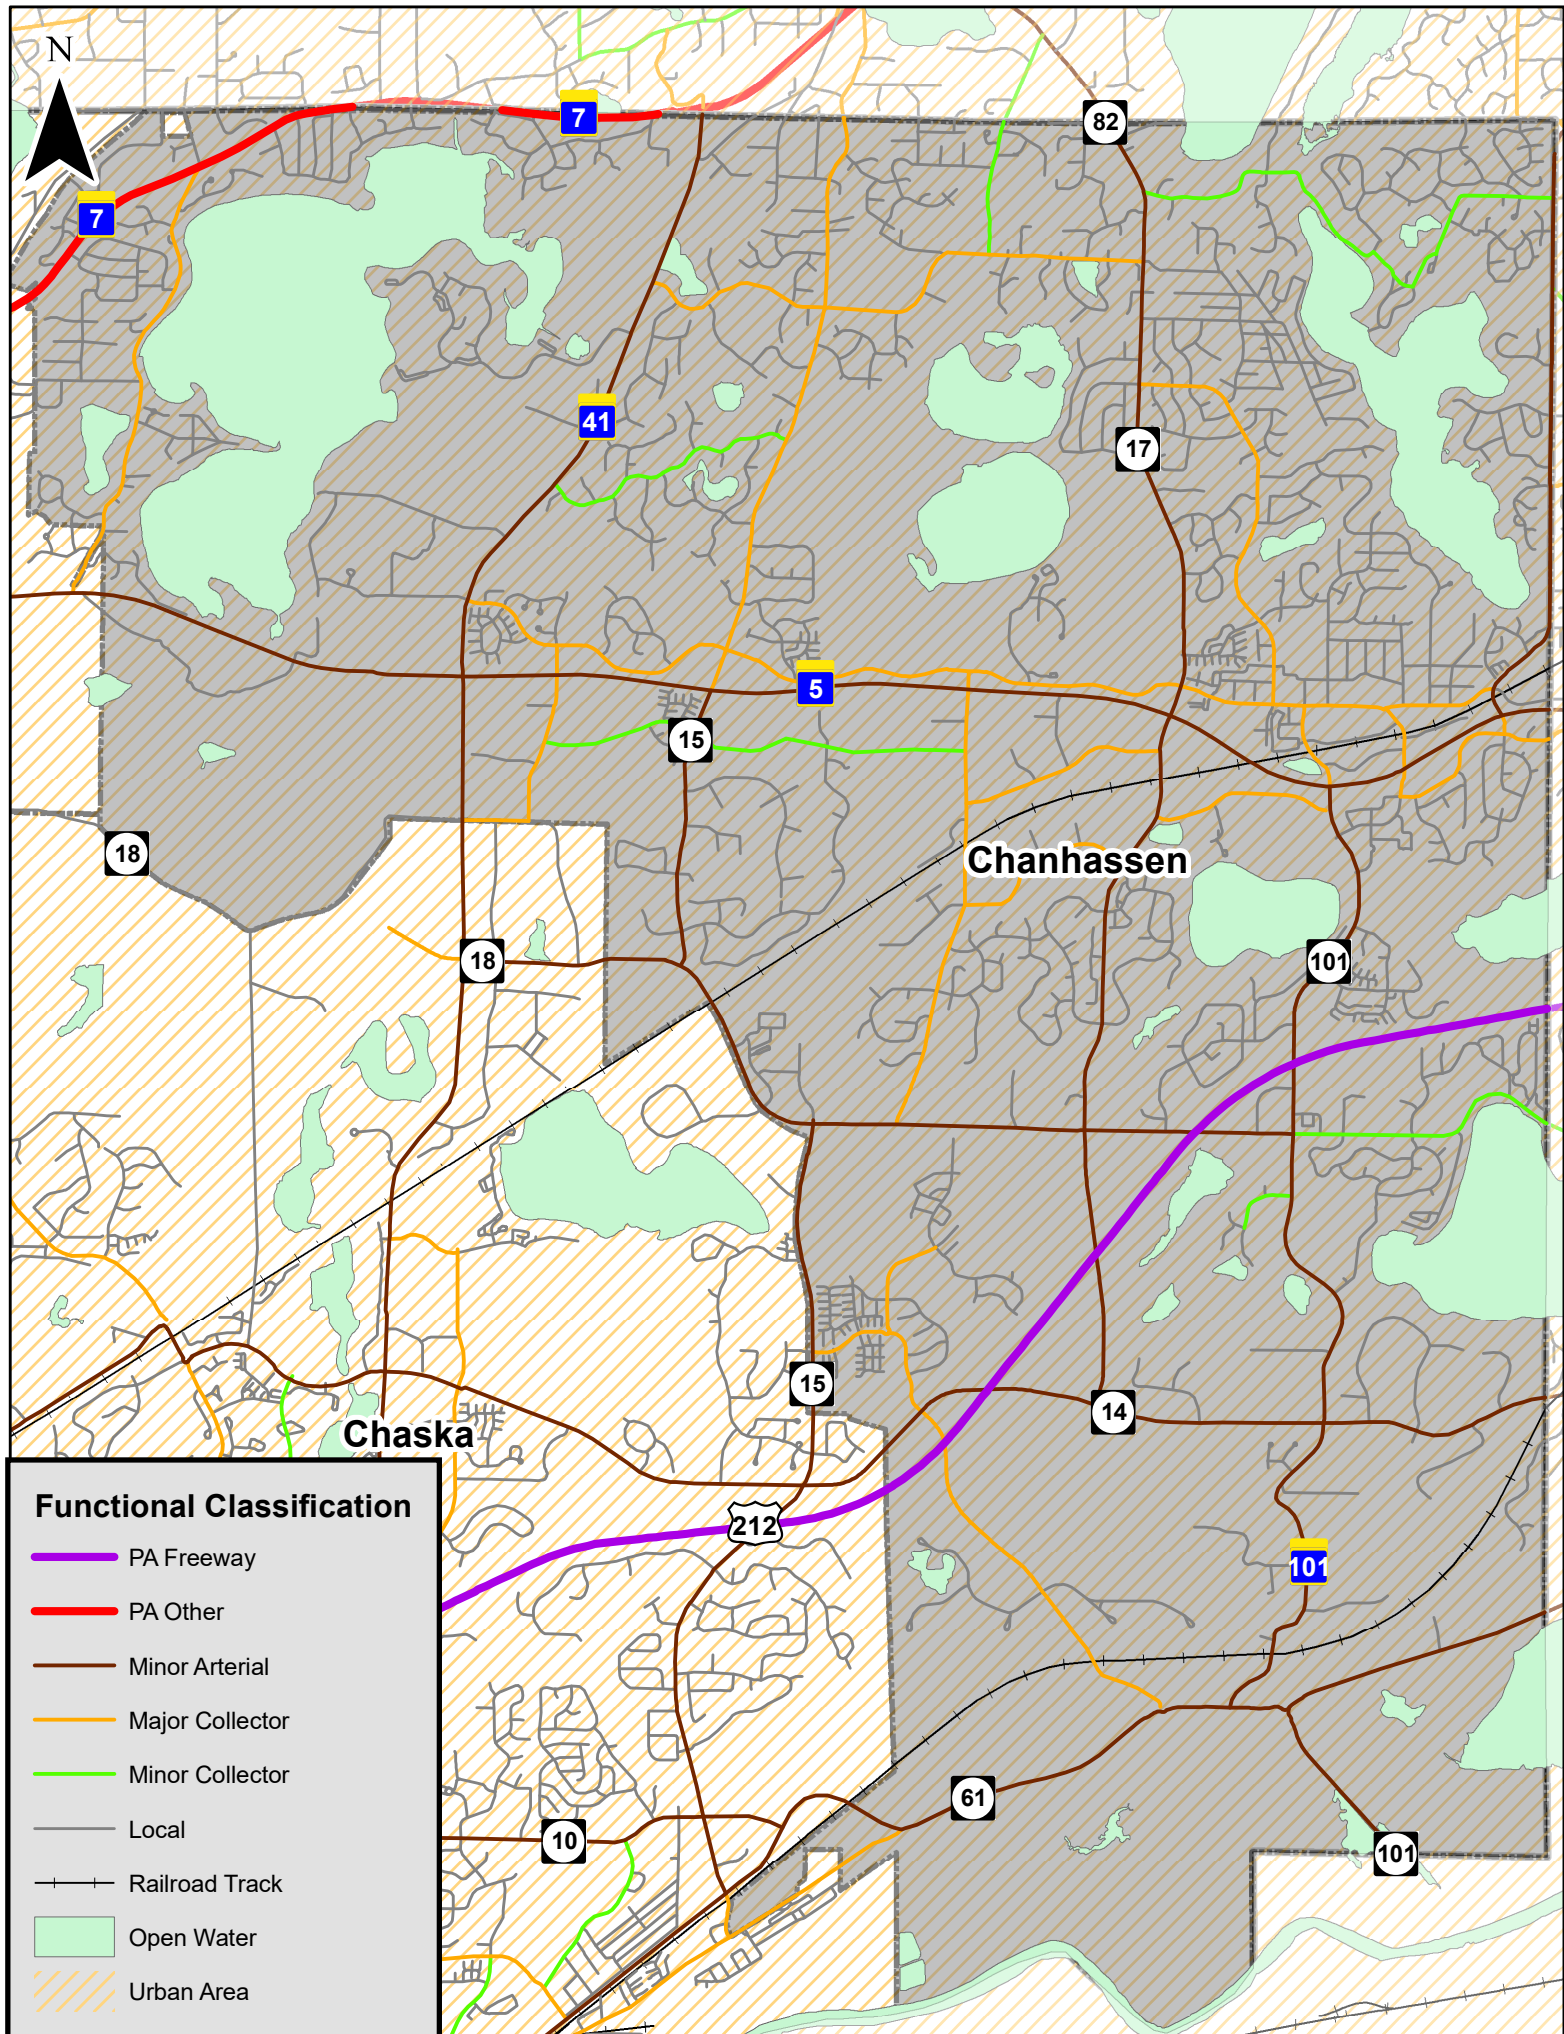 N
7
82
7
41
17
5
15
18
Chanhassen
18
101
15
14
Chaska
212
101
61
10
101
Functional Classification
PA Freeway
PA Other
Minor Arterial
Major Collector
Minor Collector
Local
Railroad Track
Open Water
Urban Area